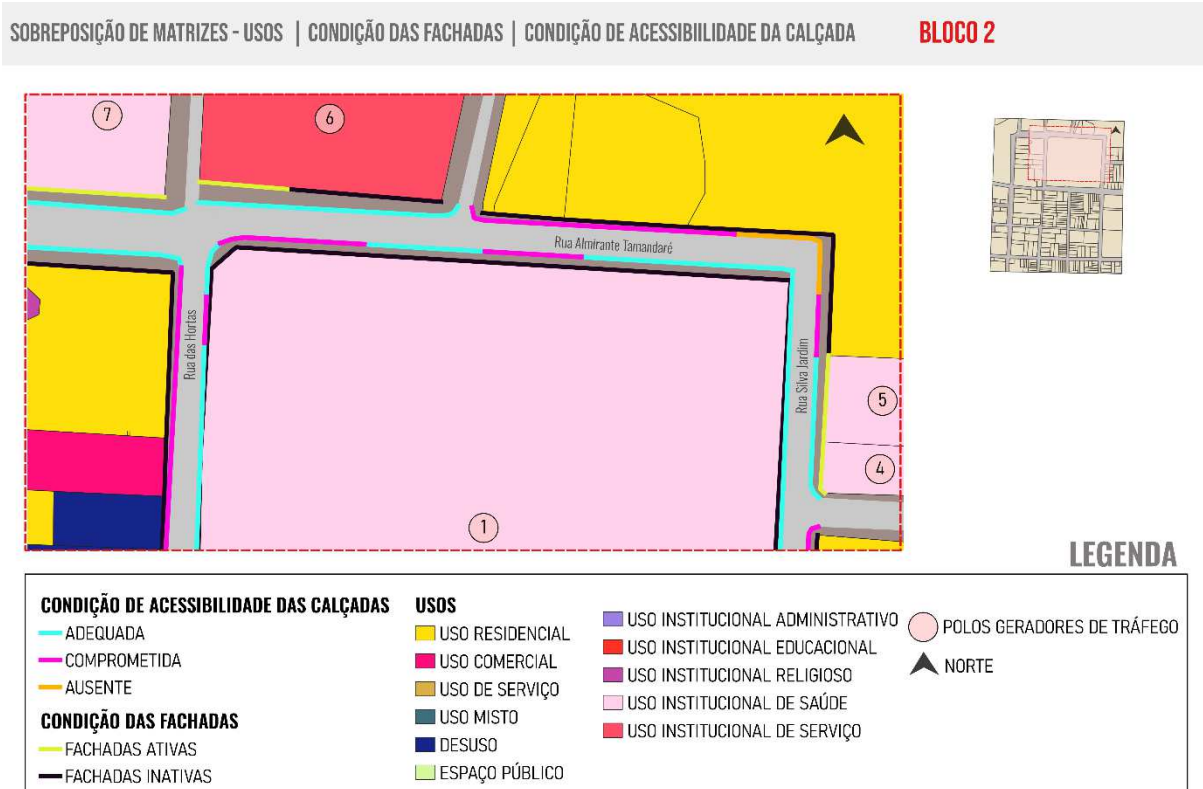 SOBREPOSIÇÃO DE MATRIZES - USOS | CONDIÇÃO DAS FACHADAS | CONDIÇÃO DE ACESSIBIILIDADE DA CALÇADA BLOCO 2
7
6
Rua Almirante Tamandaré
Rua das Hortas
Rua Silva Jardim
5
4
1
LEGENDA
CONDIÇÃO DE ACESSIBILIDADE DAS CALÇADAS
ADEQUADA
COMPROMETIDA
AUSENTE
CONDIÇÃO DAS FACHADAS
FACHADAS ATIVAS
FACHADAS INATIVAS
USOS
USO RESIDENCIAL
USO COMERCIAL
USO DE SERVIÇO
USO MISTO
DESUSO
ESPAÇO PÚBLICO
USO INSTITUCIONAL ADMINISTRATIVO
USO INSTITUCIONAL EDUCACIONAL
USO INSTITUCIONAL RELIGIOSO
USO INSTITUCIONAL DE SAÚDE
USO INSTITUCIONAL DE SERVIÇO
POLOS GERADORES DE TRÁFEGO
NORTE